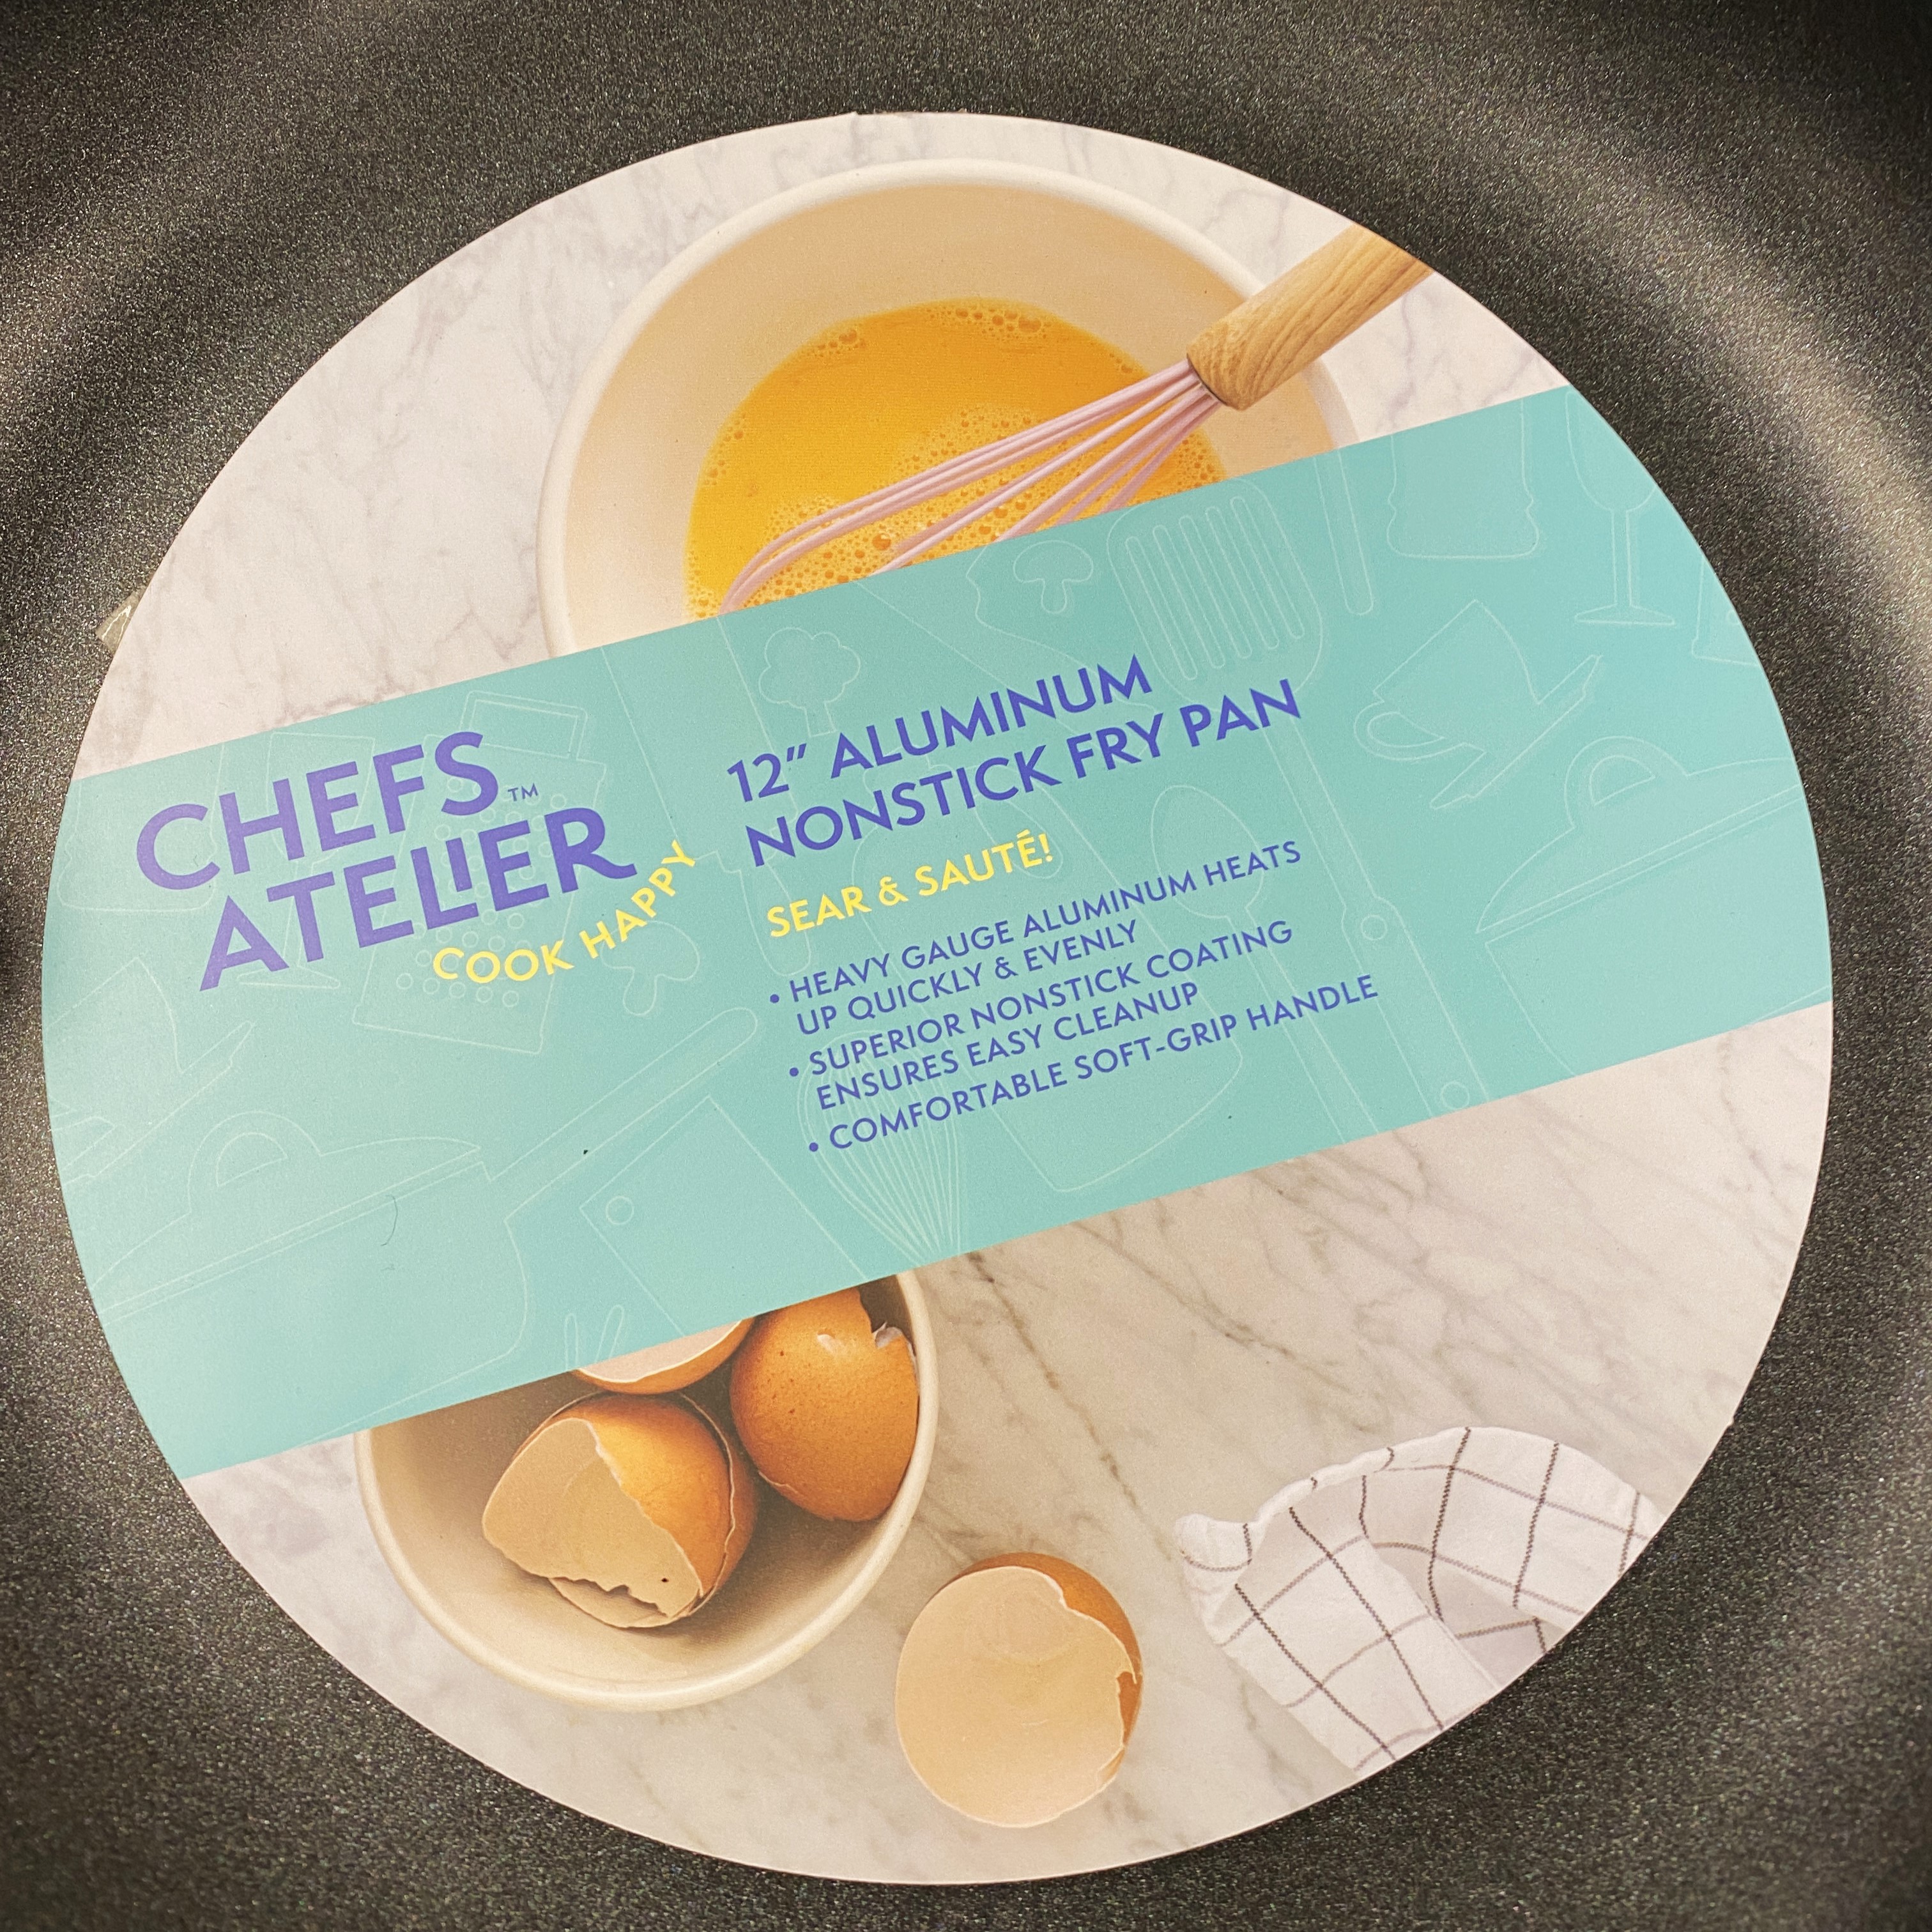 CHEFS™
ATELIER
COOK HAPPY
12" ALUMINUM
NONSTICK FRY PAN
SEAR & SAUTÉ!
• HEAVY GAUGE ALUMINUM HEATS
UP QUICKLY & EVENLY
• SUPERIOR NONSTICK COATING
ENSURES EASY CLEANUP
• COMFORTABLE SOFT-GRIP HANDLE